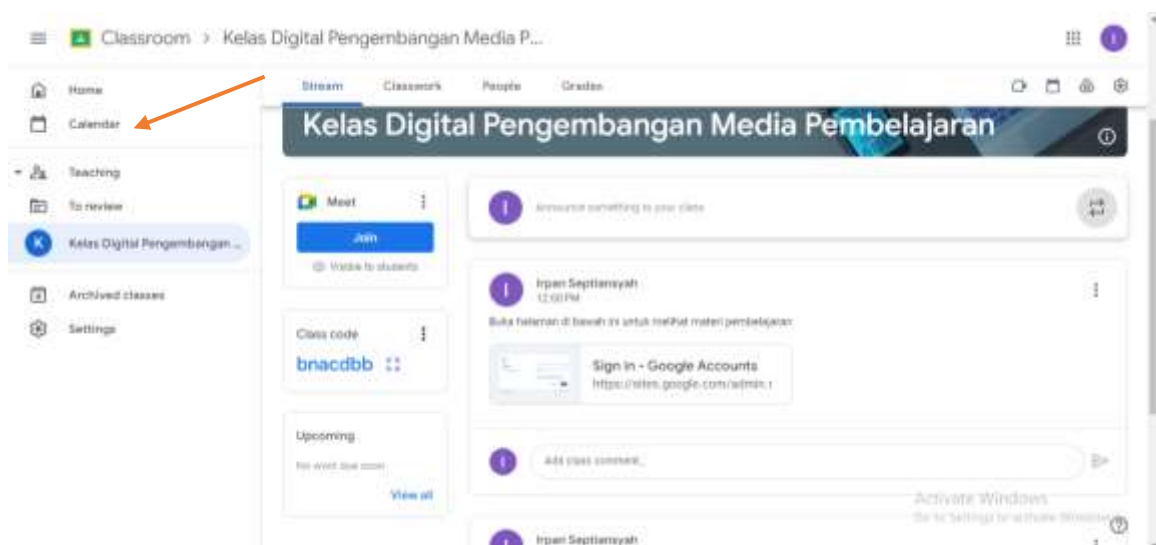 Classroom > Kelas Digital Pengembangan Media P...
Home
Calendar
Teaching
To review
K
Kelas Digital Pengembangan ...
Archived classes
Settings
Stream Classwork People Grades
Kelas Digital Pengembangan Media Pembelajaran
Meet
Join
Visible to students
Class code
bnacdbb
Upcoming
No work due soon
View all
I
Announce something to your class
Irpan Septiansyah
12:00 PM
Buka halaman di bawah ini untuk melihat materi pembelajaran
Sign in - Google Accounts
https://sites.google.com/admin.r
Add class comment...
Irpan Septiansyah
Activate Windows
Go to Settings to activate Windows.